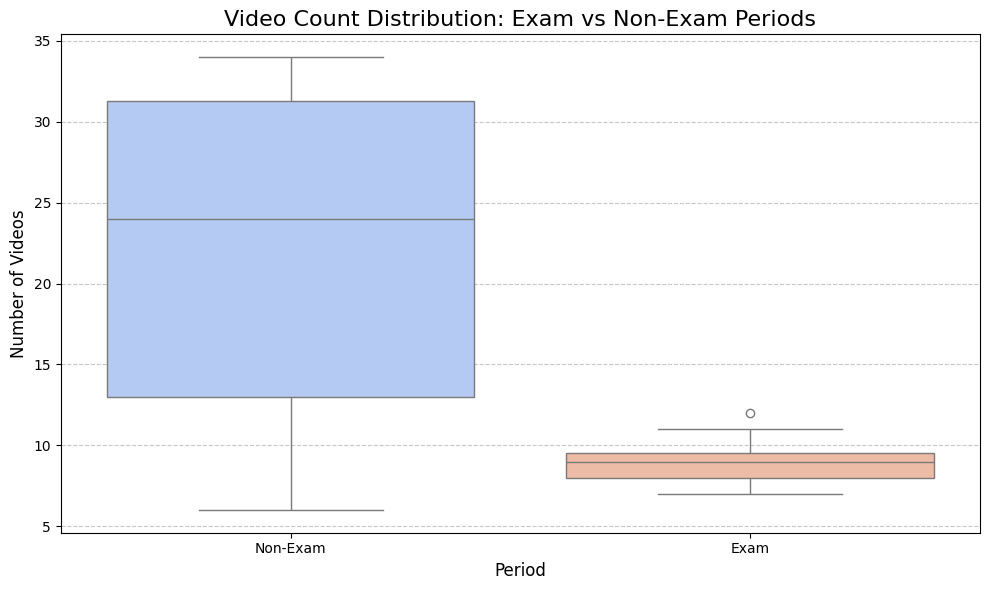 Video Count Distribution: Exam vs Non-Exam Periods
Number of Videos
35
30
25
20
15
10
5
Non-Exam
Exam
Period